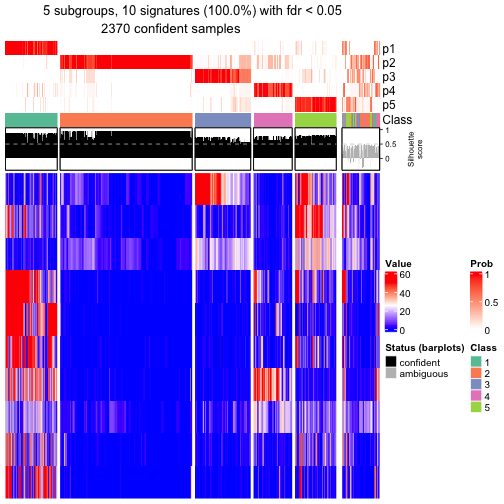 5 subgroups, 10 signatures (100.0%) with fdr < 0.05
2370 confident samples
p1
p2
p3
p4
p5
Class
1
0.5
0
Silhouette
score
Value
60
40
20
0
Prob
1
0.5
0
Status (barplots)
confident
ambiguous
Class
1
2
3
4
5